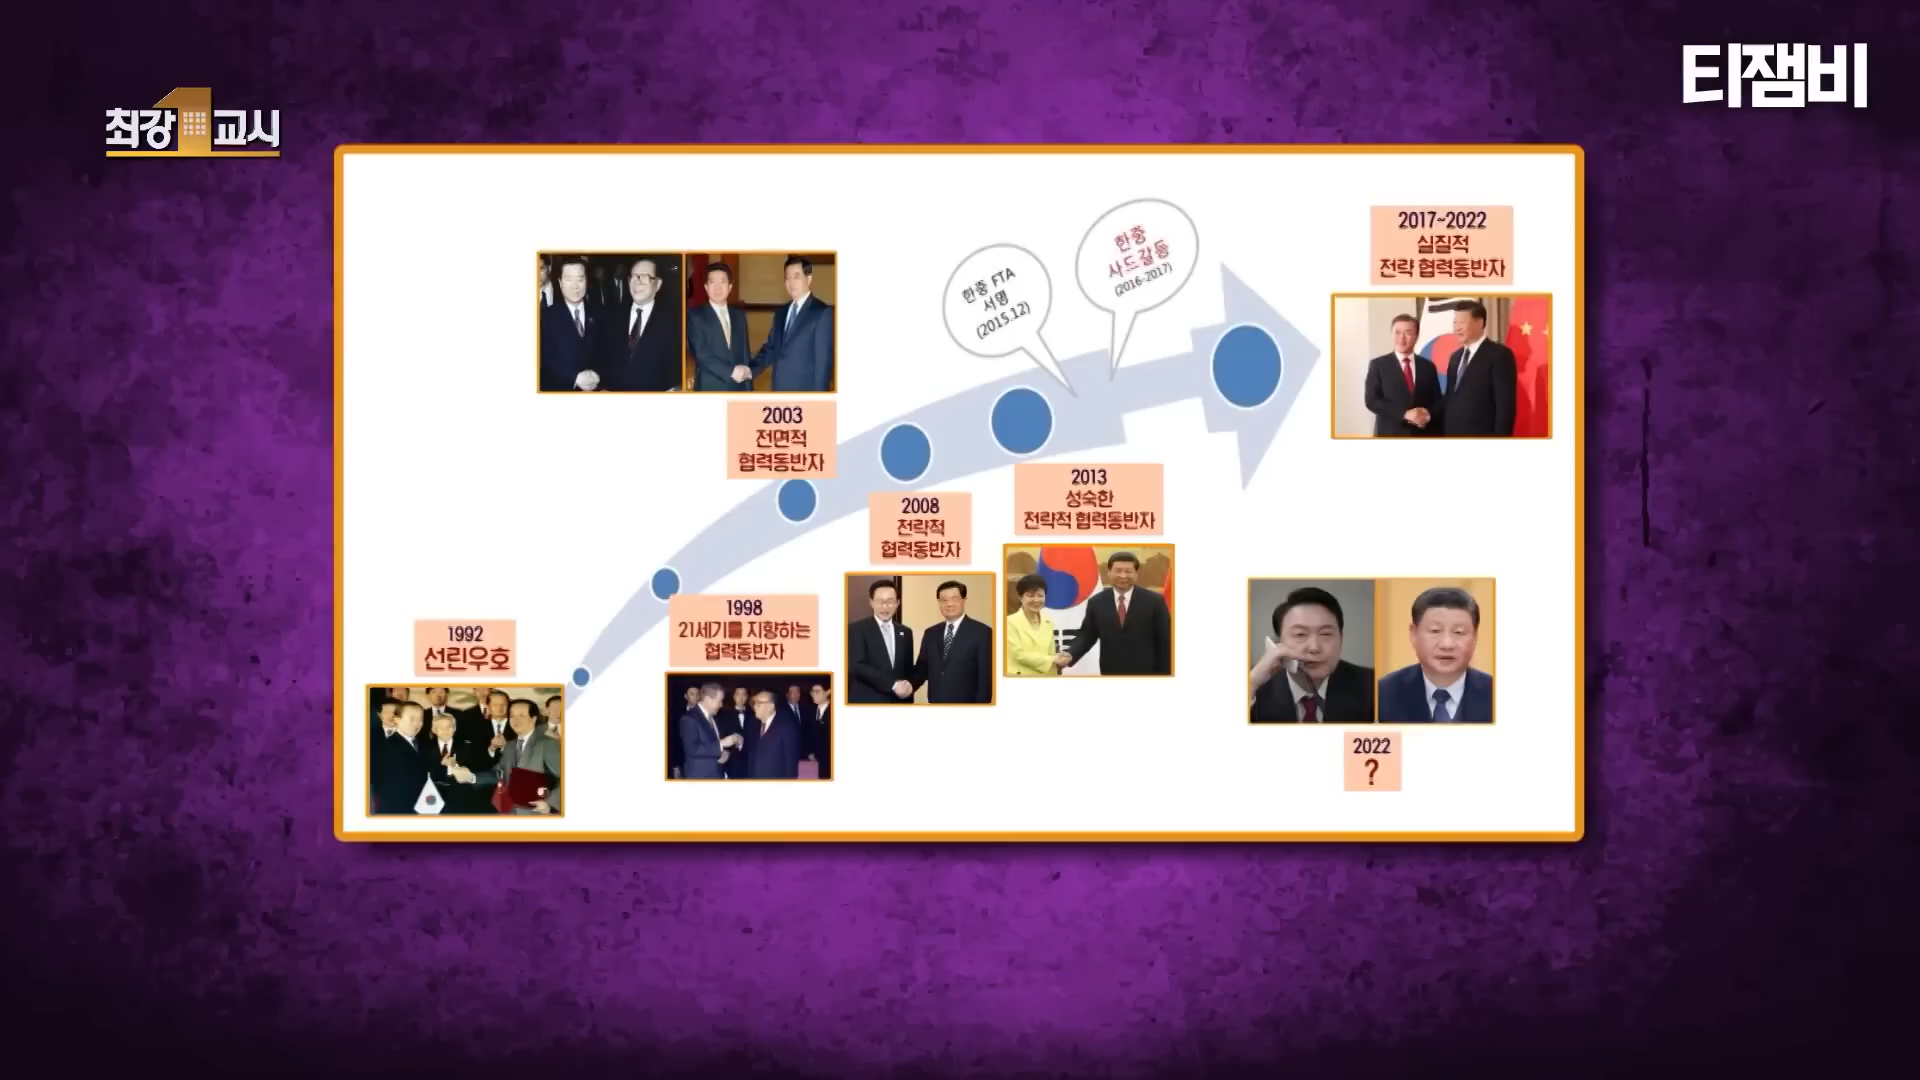 최강1교시
티잼비
한중 FTA
서명
(2015.12)
한중
사드갈등
(2016-2017)
2017~2022
실질적
전략 협력동반자
2003
전면적
협력동반자
2013
성숙한
전략적 협력동반자
2008
전략적
협력동반자
1998
21세기를 지향하는
협력동반자
1992
선린우호
2022
?